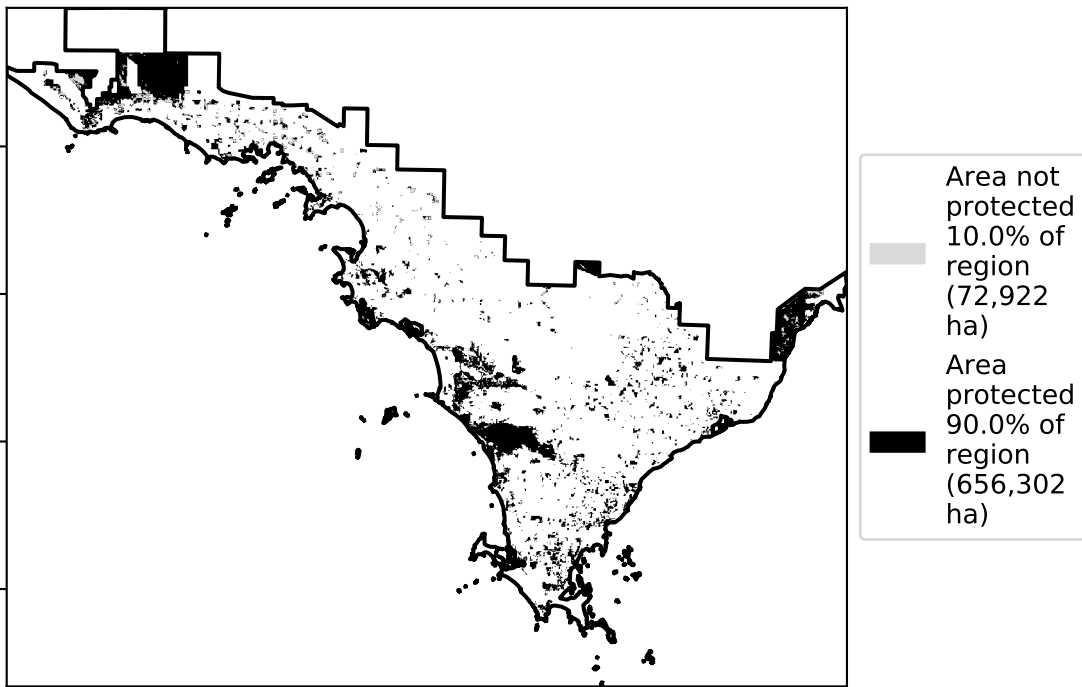 Area not
protected
10.0% of
region
(72,922
ha)
Area
protected
90.0% of
region
(656,302
ha)